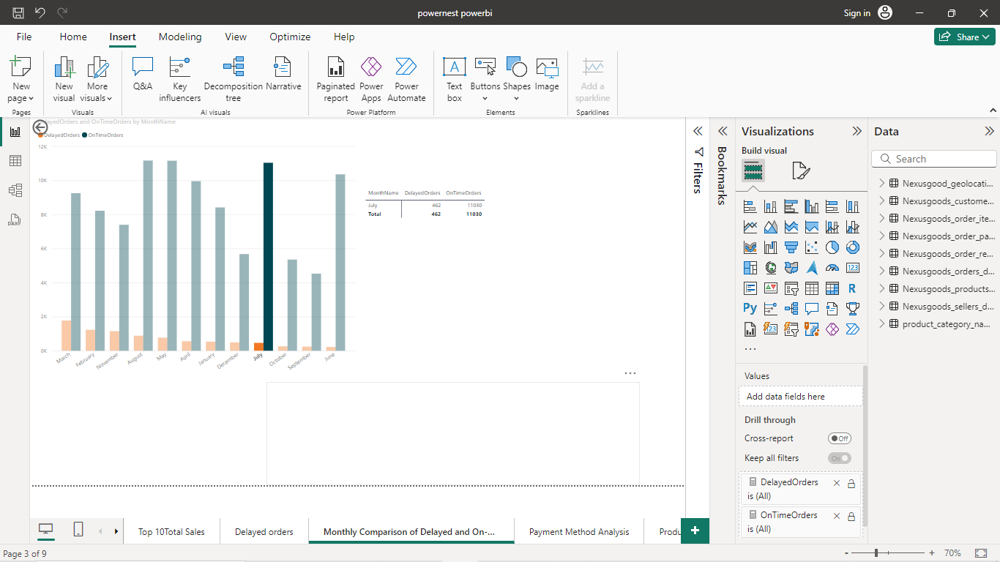 powernest powerbi
Sign in
File Home Insert Modeling View Optimize Help
Share
New page
New visual
More visuals
Q&A
Key influencers
Decomposition tree
Narrative
Paginated report
Power Apps
Power Automate
Text box
Buttons
Shapes
Image
Add a sparkline
Pages
Visuals
AI visuals
Power Platform
Elements
Sparklines
ayedOrders and OnTimeOrders by MonthName
DelayedOrders OnTimeOrders
12K
10K
8K
6K
4K
2K
0K
March February November August May April January December July October September June
MonthName DelayedOrders OnTimeOrders
July 462 11030
Total 462 11030
Filters
Bookmarks
Visualizations
Build visual
123
R
Py
123
...
Values
Add data fields here
Drill through
Cross-report Off
Keep all filters On
DelayedOrders
is (All)
OnTimeOrders
is (All)
Data
Search
Nexusgood_geolocati...
Nexusgoods_custome...
Nexusgoods_order_ite...
Nexusgoods_order_pa...
Nexusgoods_order_re...
Nexusgoods_orders_d...
Nexusgoods_products...
Nexusgoods_sellers_d...
product_category_na...
DAX
Top 10Total Sales
Delayed orders
Monthly Comparison of Delayed and On-...
Payment Method Analysis
Produ
Page 3 of 9
- + 70%